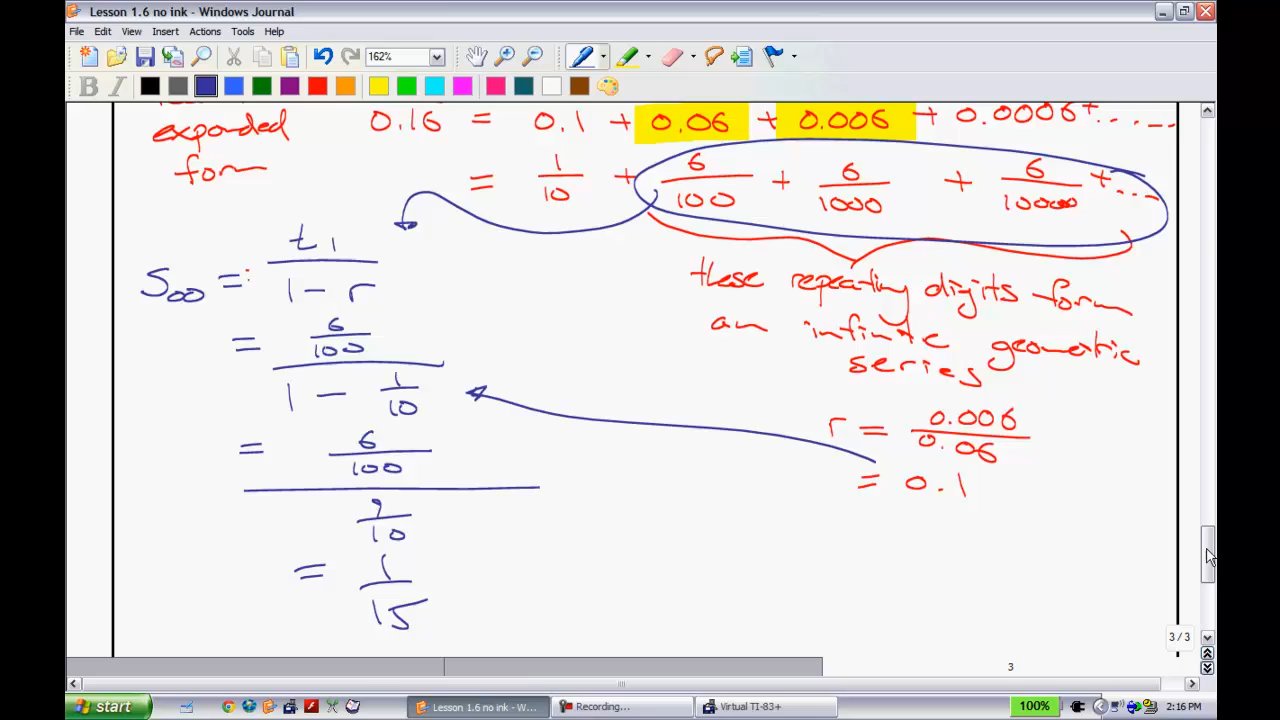 Lesson 1.6 no ink - Windows Journal
File Edit View Insert Actions Tools Help
162%
B I
expanded 0.16 = 0.1 + 0.06 + 0.006 + 0.0006 + .....
form = 1/10 + 6/100 + 6/1000 + 6/10000 + ...
S∞ = t1 / (1 - r)
these repeating digits form
an infinite geometric
series
= (6/100) / (1 - 1/10)
r = 0.006 / 0.06
= 0.1
= (6/100) / (9/10)
= 1/15
3 / 3
3
start
Lesson 1.6 no ink - W...
Recording...
Virtual TI-83+
100%
2:16 PM